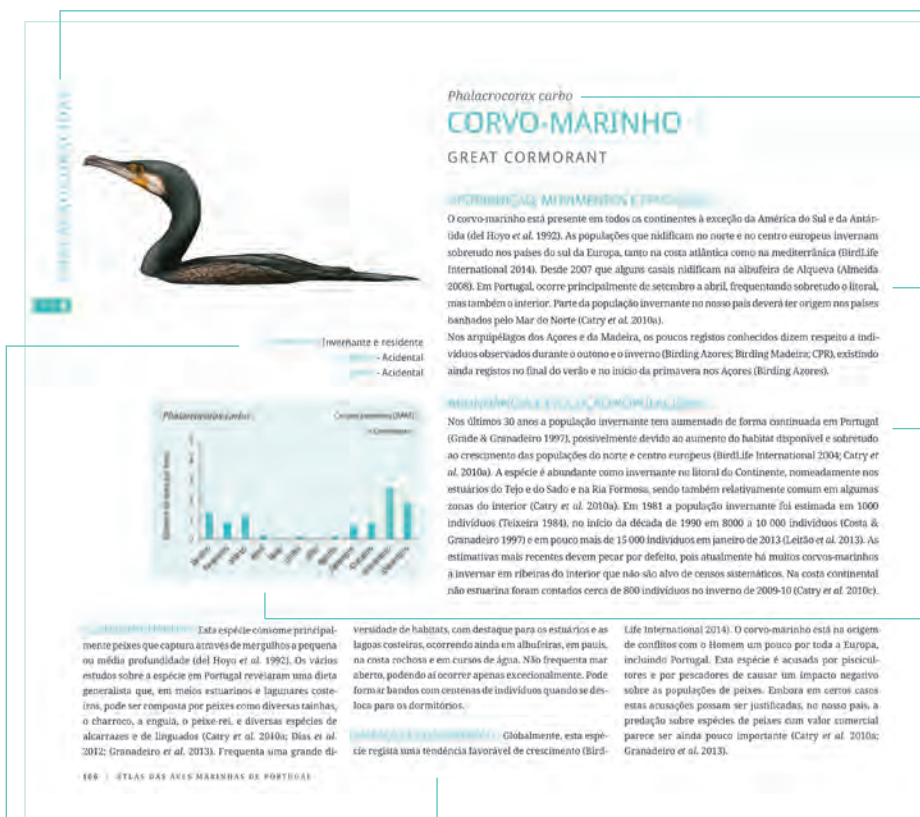 PHALACROCORACIDAE
Phalacrocorax carbo
CORVO-MARINHO
GREAT CORMORANT
Invernante e residente
- Acidental
- Acidental
Phalacrocorax carbo
O corvo-marinho está presente em todos os continentes à exceção da América do Sul e da Antár-
tida (del Hoyo et al. 1992). As populações que nidificam no norte e no centro europeus invernam
sobretudo nos países do sul da Europa, tanto na costa atlântica como na mediterrânica (BirdLife
International 2014). Desde 2007 que alguns casais nidificam na albufeira de Alqueva (Almeida
2008). Em Portugal, ocorre principalmente de setembro a abril, frequentando sobretudo o litoral,
mas também o interior. Parte da população invernante no nosso país deverá ter origem nos países
banhados pelo Mar do Norte (Catry et al. 2010a).
Nos arquipélagos dos Açores e da Madeira, os poucos registos conhecidos dizem respeito a indi-
víduos observados durante o outono e o inverno (Birding Azores; Birding Madeira; CPR), existindo
ainda registos no final do verão e no início da primavera nos Açores (Birding Azores).
Nos últimos 30 anos a população invernante tem aumentado de forma continuada em Portugal
(Grade & Granadeiro 1997), possivelmente devido ao aumento do habitat disponível e sobretudo
ao crescimento das populações do norte e centro europeus (BirdLife International 2004; Catry et
al. 2010a). A espécie é abundante como invernante no litoral do Continente, nomeadamente nos
estuários do Tejo e do Sado e na Ria Formosa, sendo também relativamente comum em algumas
zonas do interior (Catry et al. 2010a). Em 1981 a população invernante foi estimada em 1000
indivíduos (Teixeira 1984), no início da década de 1990 em 8000 a 10 000 indivíduos (Costa &
Granadeiro 1997) e em pouco mais de 15 000 indivíduos em janeiro de 2013 (Leitão et al. 2013). As
estimativas mais recentes devem pecar por defeito, pois atualmente há muitos corvos-marinhos
a invernar em ribeiras do interior que não são alvo de censos sistemáticos. Na costa continental
não estuarina foram contados cerca de 800 indivíduos no inverno de 2009-10 (Catry et al. 2010c).
Esta espécie consome principal-
mente peixes que captura através de mergulhos a pequena
ou média profundidade (del Hoyo et al. 1992). Os vários
estudos sobre a espécie em Portugal revelaram uma dieta
generalista que, em meios estuarinos e lagunares coste-
iros, pode ser composta por peixes como diversas tainhas,
o charroco, a enguia, o peixe-rei, e diversas espécies de
alcarrazes e de linguados (Catry et al. 2010a; Dias et al.
2012; Granadeiro et al. 2013). Frequenta uma grande di-
versidade de habitats, com destaque para os estuários e as
lagoas costeiras, ocorrendo ainda em albufeiras, em pauis,
na costa rochosa e em cursos de água. Não frequenta mar
aberto, podendo aí ocorrer apenas excecionalmente. Pode
formar bandos com centenas de indivíduos quando se des-
loca para os dormitórios.
Globalmente, esta espé-
cie regista uma tendência favorável de crescimento (Bird-
Life International 2014). O corvo-marinho está na origem
de conflitos com o Homem um pouco por toda a Europa,
incluindo Portugal. Esta espécie é acusada por piscicul-
tores e por pescadores de causar um impacto negativo
sobre as populações de peixes. Embora em certos casos
estas acusações possam ser justificadas, no nosso país, a
predação sobre espécies de peixes com valor comercial
parece ser ainda pouco importante (Catry et al. 2010a;
Granadeiro et al. 2013).
106 | ATLAS DAS AVES MARINHAS DE PORTUGAL